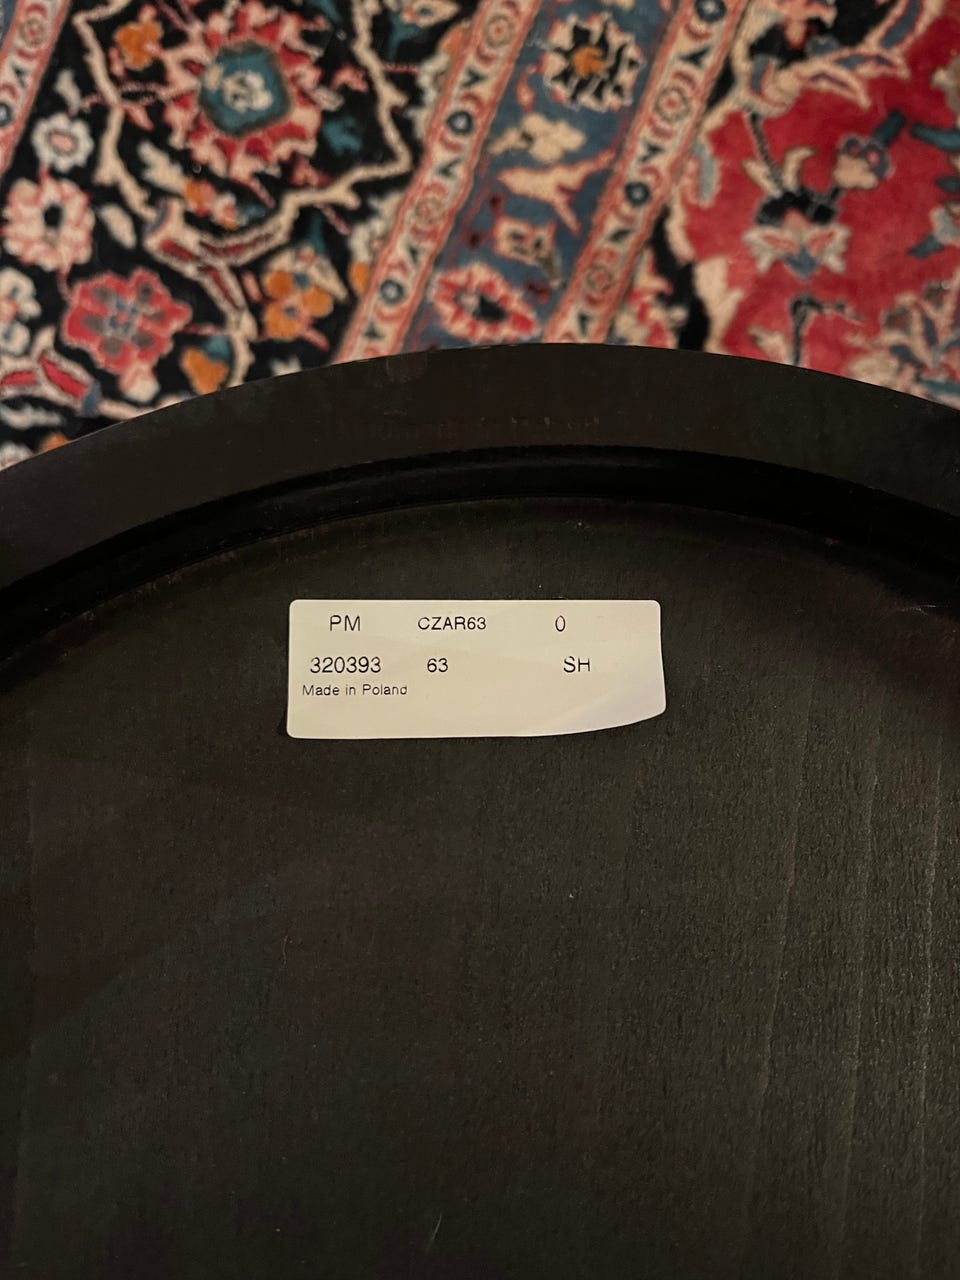 PM CZAR63 0
320393 63 SH
Made in Poland